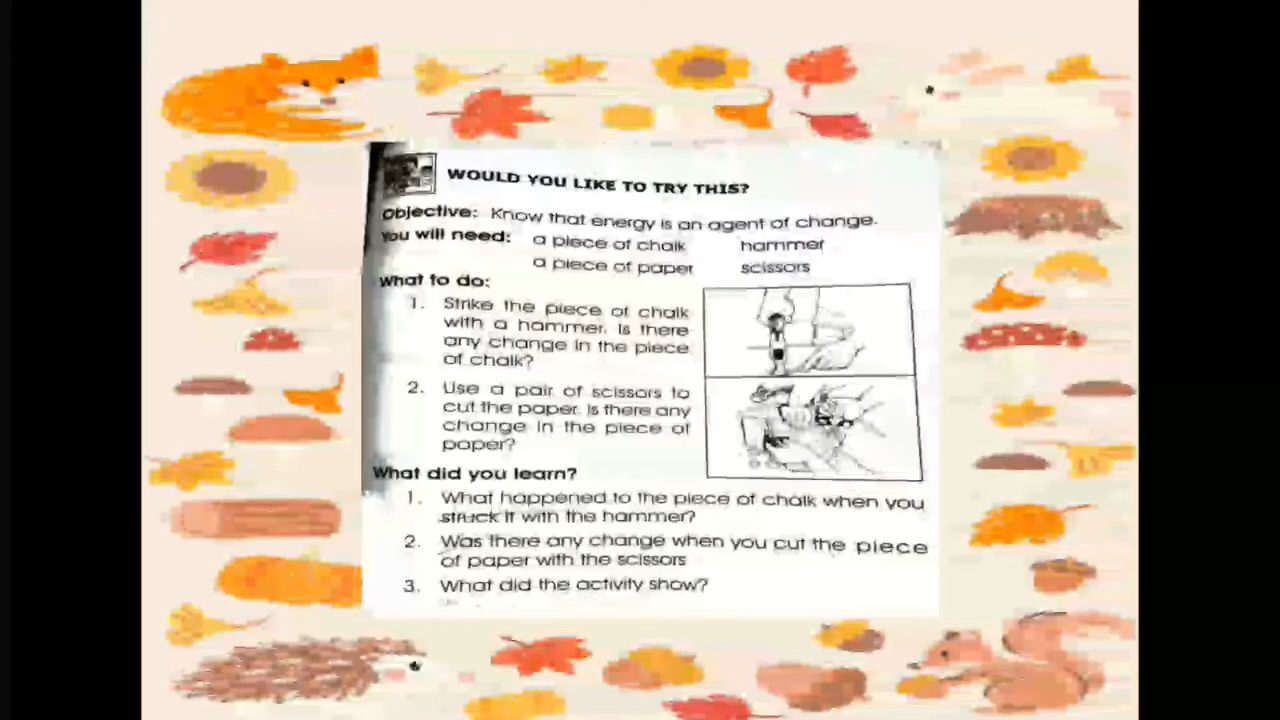 WOULD YOU LIKE TO TRY THIS?
Objective: Know that energy is an agent of change.
You will need: a piece of chalk hammer
a piece of paper scissors
What to do:
1. Strike the piece of chalk
with a hammer. Is there
any change in the piece
of chalk?
2. Use a pair of scissors to
cut the paper. Is there any
change in the piece of
paper?
What did you learn?
1. What happened to the piece of chalk when you
struck it with the hammer?
2. Was there any change when you cut the piece
of paper with the scissors
3. What did the activity show?